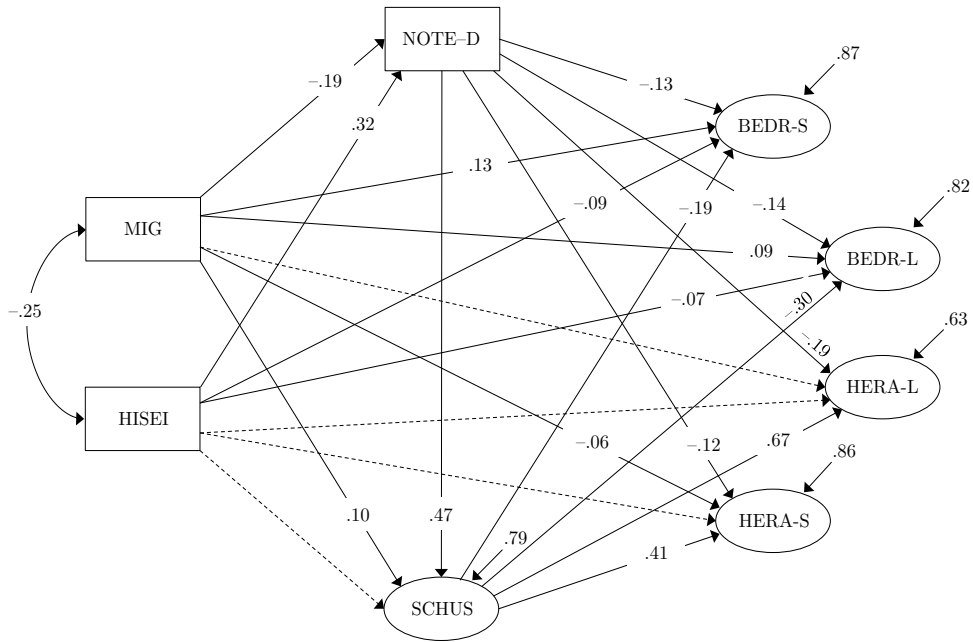 NOTE–D
.87
–.19
–.13
BEDR-S
.32
.13
.82
–.09
–.19
–.14
MIG
.09
BEDR-L
–.25
–.07
–.30
.63
–.19
HERA-L
HISEI
–.06
–.12
.67
.86
.10
.47
.79
HERA-S
.41
SCHUS